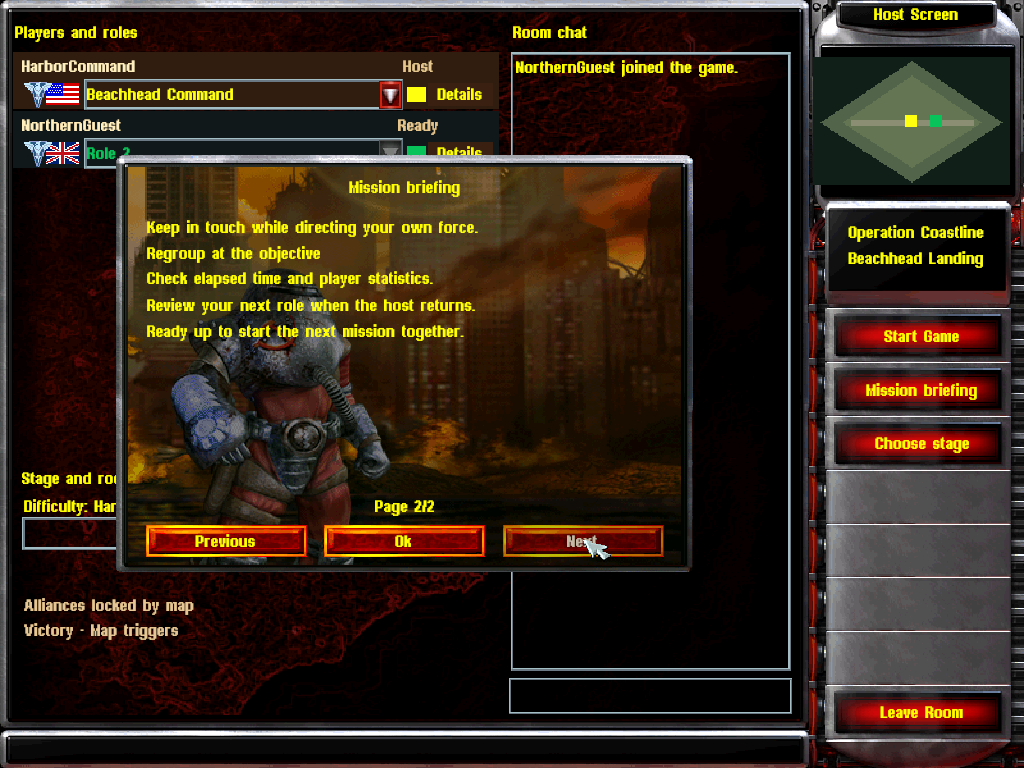 Host Screen
Players and roles
Room chat
HarborCommand
Host
Beachhead Command
Details
NorthernGuest joined the game.
NorthernGuest
Ready
Role 2
Details
Mission briefing
Keep in touch while directing your own force.
Regroup at the objective
Check elapsed time and player statistics.
Review your next role when the host returns.
Ready up to start the next mission together.
Page 2/2
Previous
Ok
Next
Operation Coastline
Beachhead Landing
Start Game
Mission briefing
Choose stage
Stage and
Difficulty:
Alliances locked by map
Victory - Map triggers
Leave Room